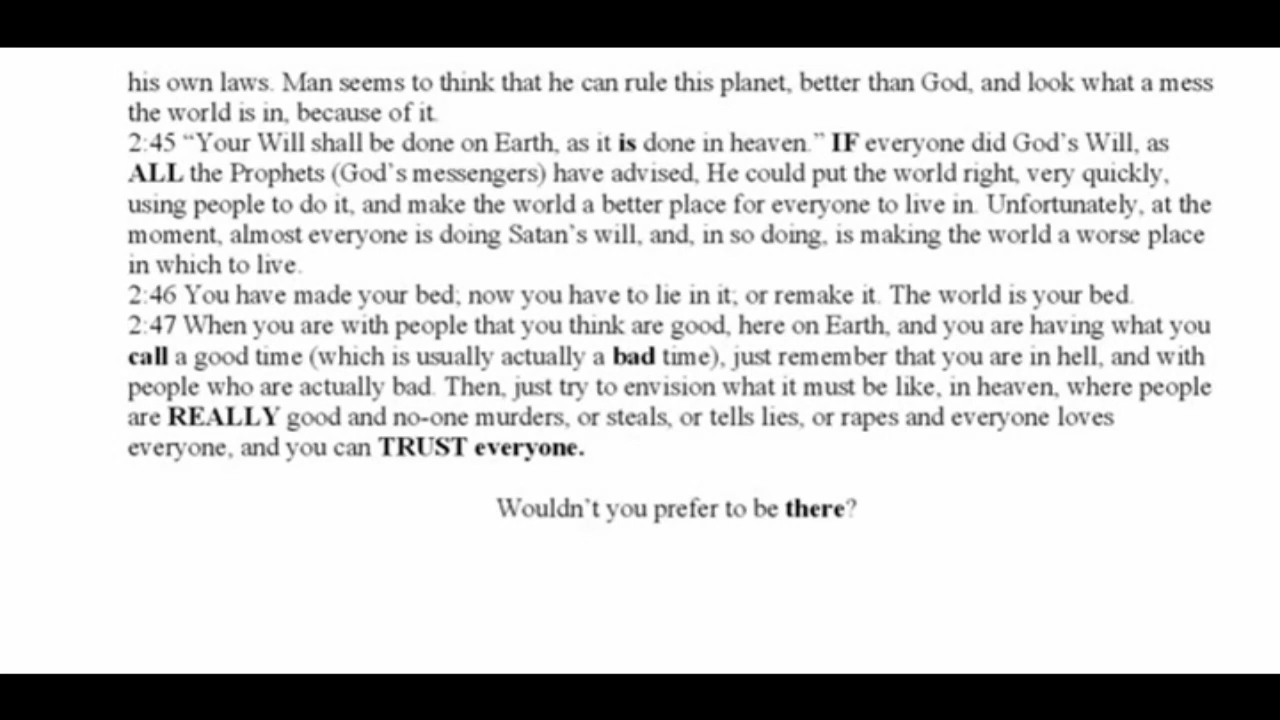 his own laws. Man seems to think that he can rule this planet, better than God, and look what a mess
the world is in, because of it.
2:45 “Your Will shall be done on Earth, as it is done in heaven.” IF everyone did God’s Will, as
ALL the Prophets (God’s messengers) have advised, He could put the world right, very quickly,
using people to do it, and make the world a better place for everyone to live in. Unfortunately, at the
moment, almost everyone is doing Satan’s will, and, in so doing, is making the world a worse place
in which to live.
2:46 You have made your bed; now you have to lie in it; or remake it. The world is your bed.
2:47 When you are with people that you think are good, here on Earth, and you are having what you
call a good time (which is usually actually a bad time), just remember that you are in hell, and with
people who are actually bad. Then, just try to envision what it must be like, in heaven, where people
are REALLY good and no-one murders, or steals, or tells lies, or rapes and everyone loves
everyone, and you can TRUST everyone.
Wouldn’t you prefer to be there?